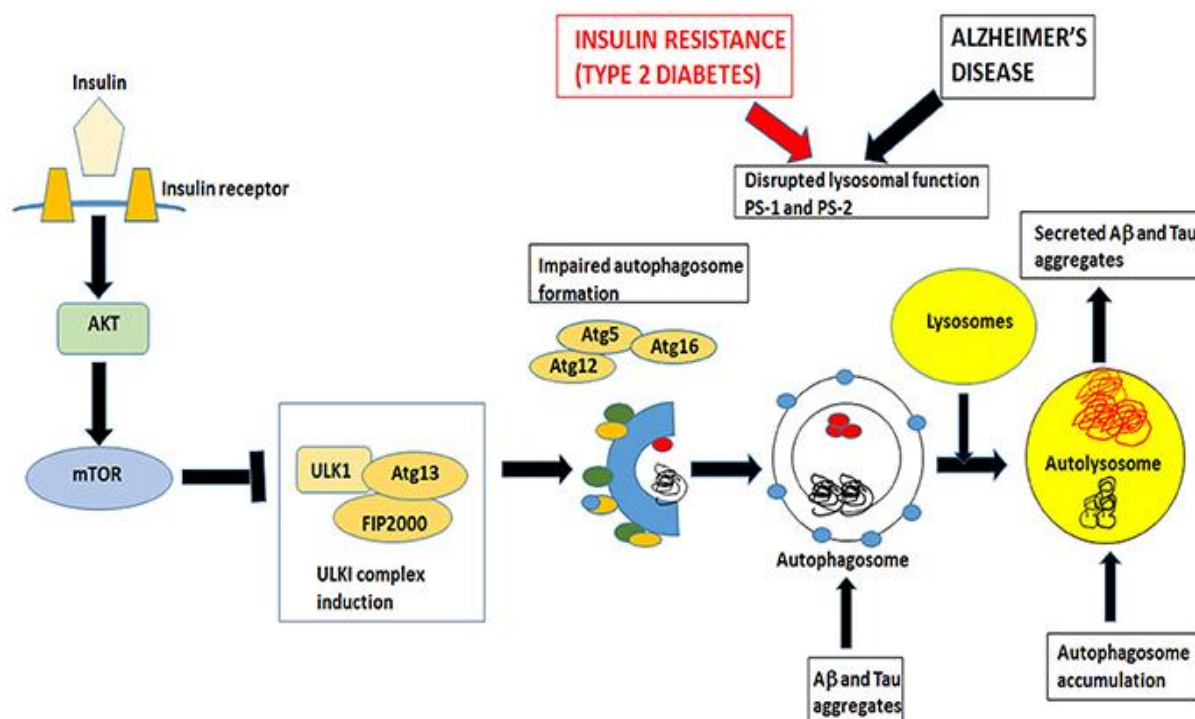 INSULIN RESISTANCE
(TYPE 2 DIABETES)
ALZHEIMER'S
DISEASE
Insulin
Insulin receptor
Disrupted lysosomal function
PS-1 and PS-2
Secreted Aβ and Tau
aggregates
Impaired autophagosome
formation
AKT
Atg5
Atg16
Atg12
Lysosomes
mTOR
ULK1
Atg13
FIP2000
ULKI complex
induction
Autophagosome
Autolysosome
Aβ and Tau
aggregates
Autophagosome
accumulation